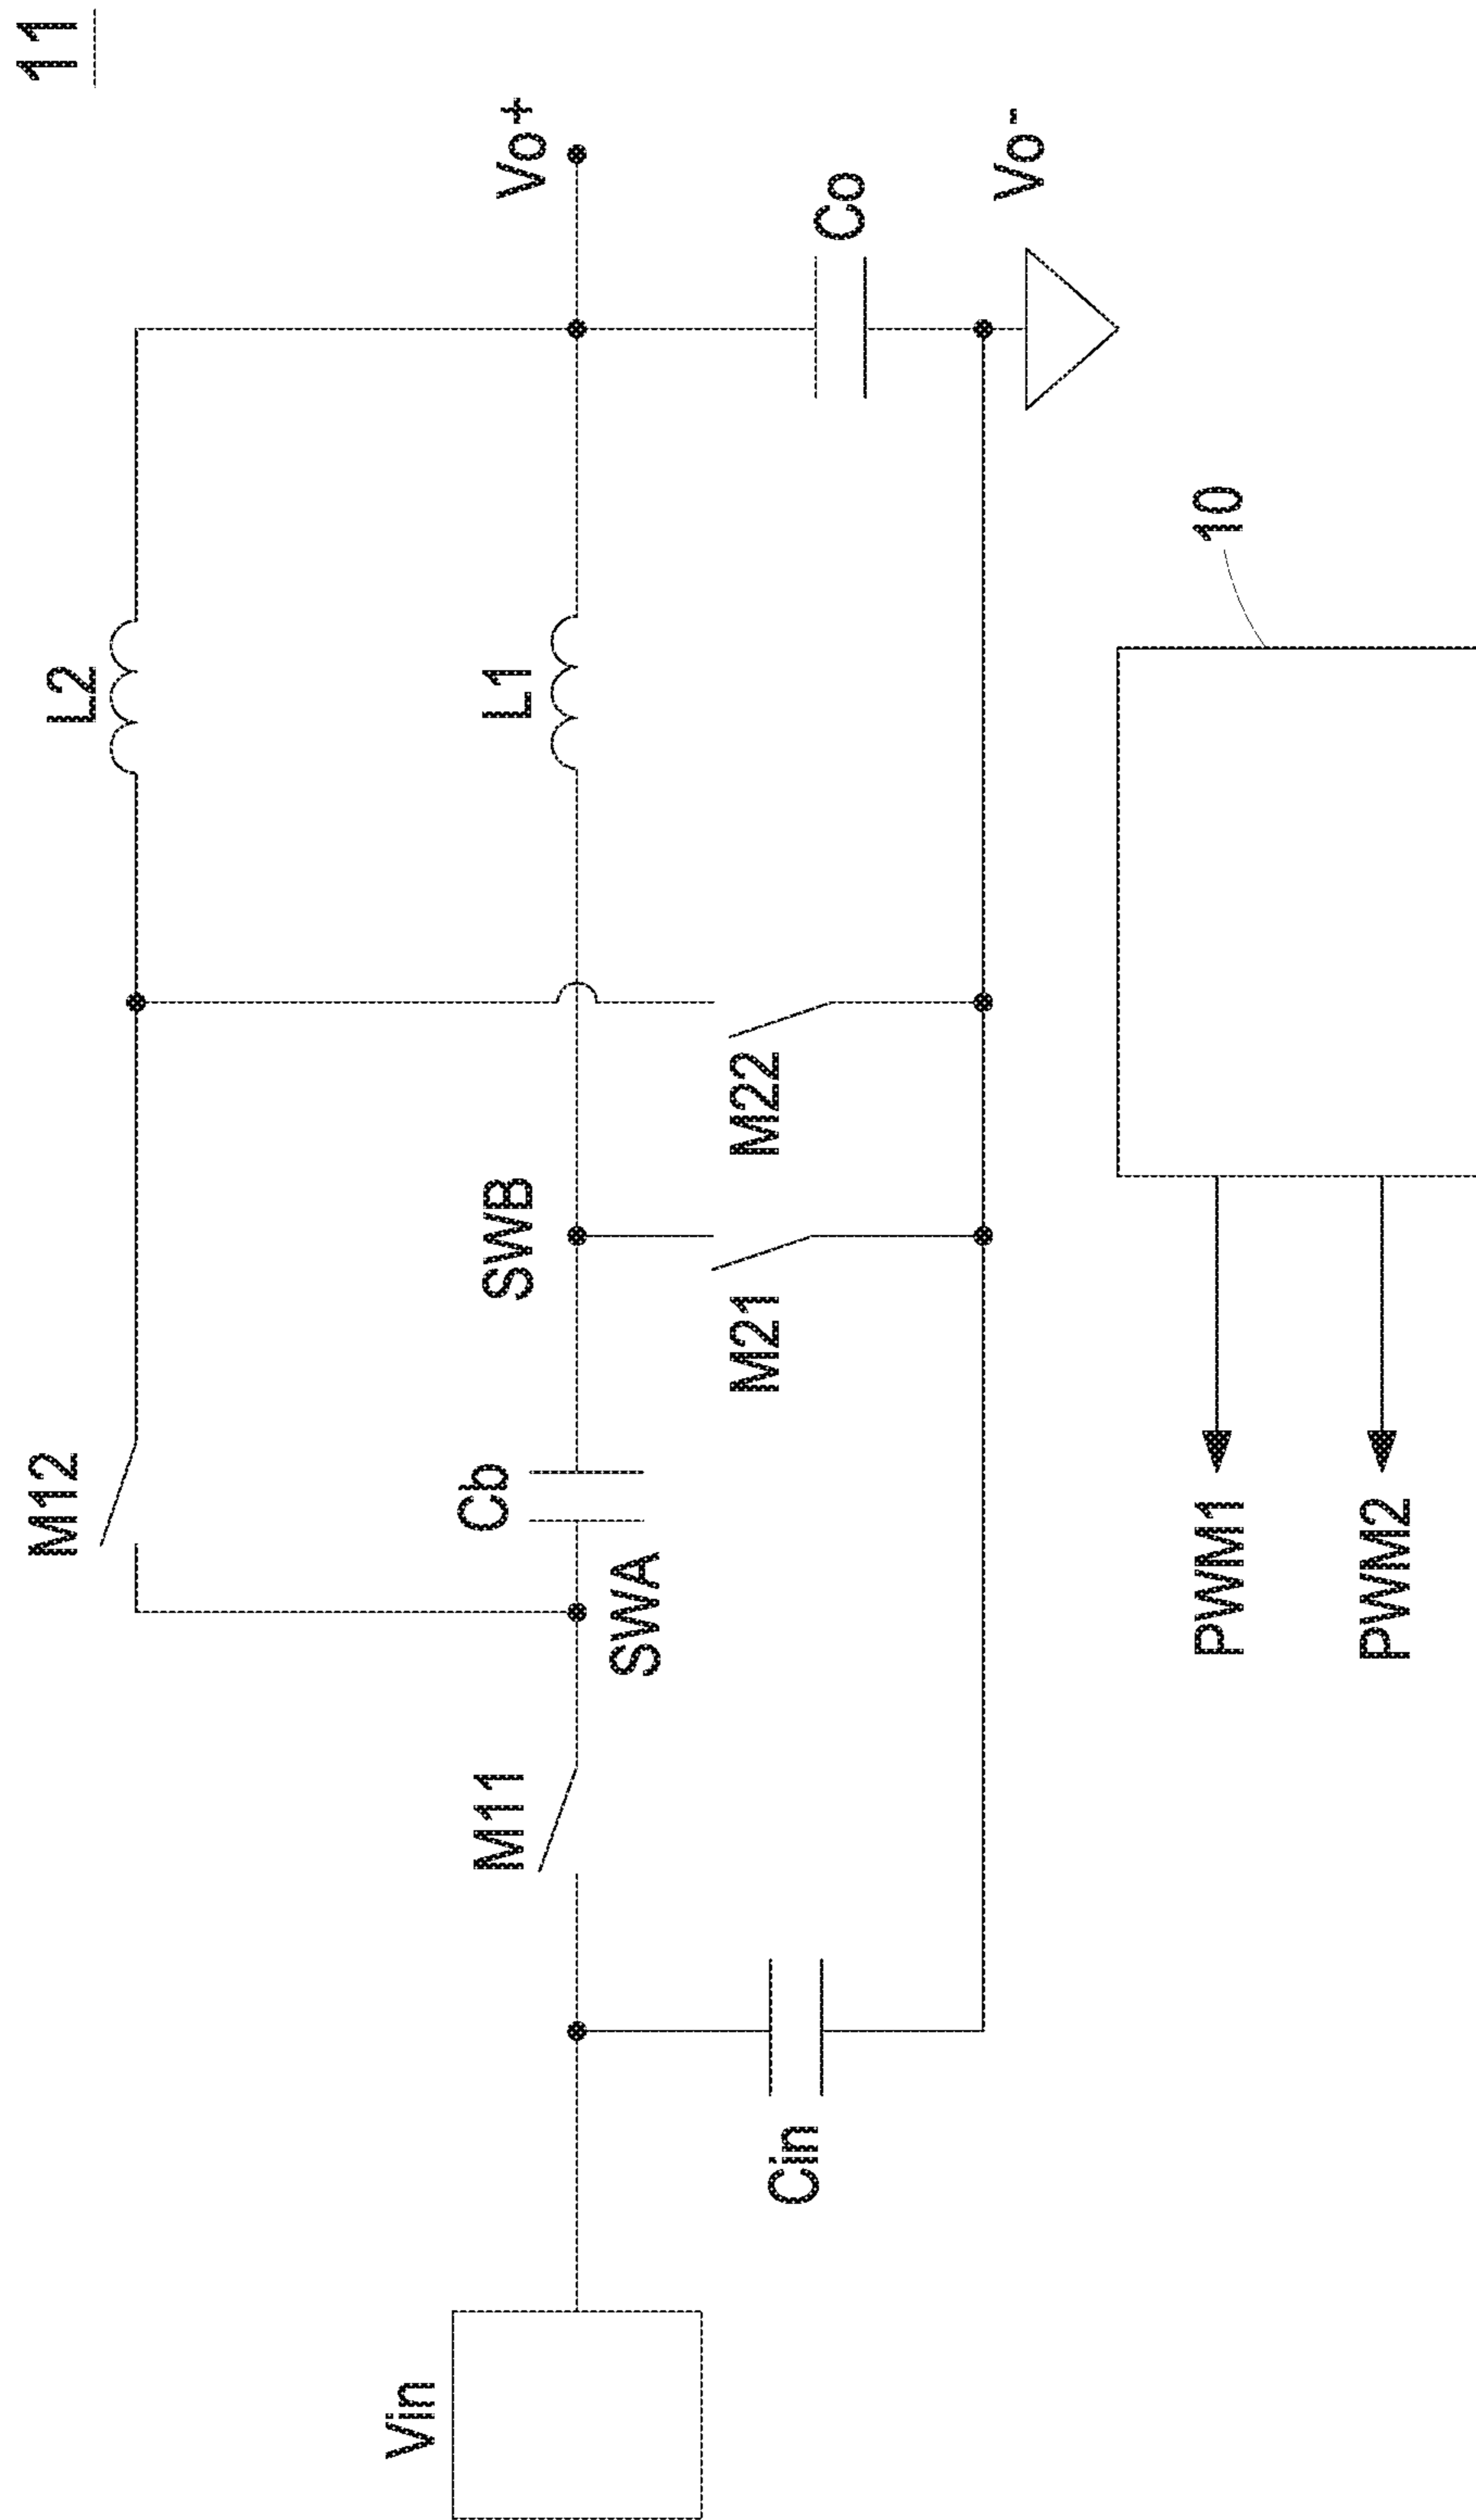 11
M12
L2
Vin
M11
Cb
SWB
L1
Vo+
SWA
Cin
M21
M22
Co
Vo-
PWM1
10
PWM2